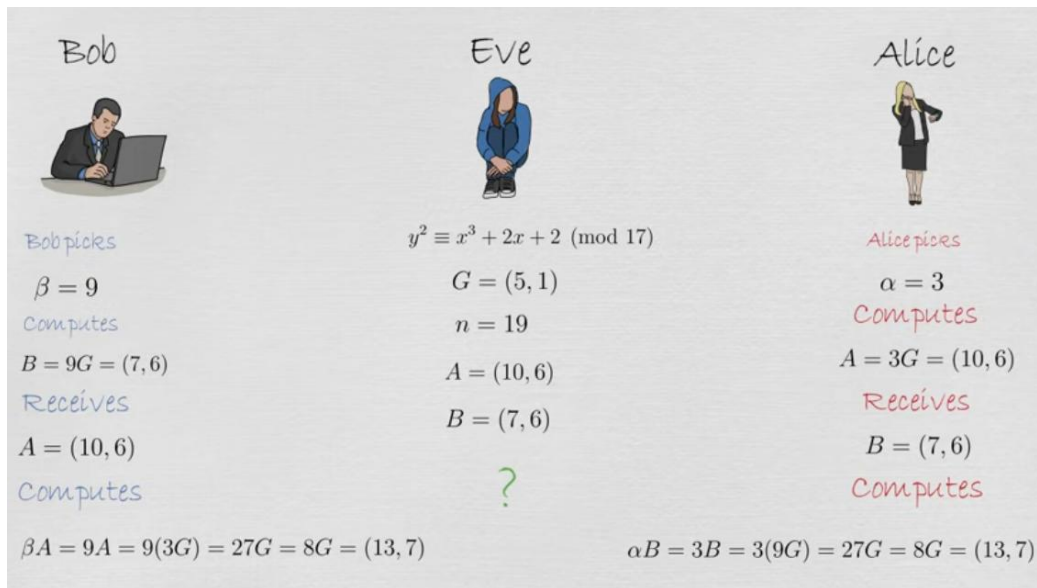 Bob
Eve
Alice
Bob picks
β = 9
Computes
B = 9G = (7, 6)
Receives
A = (10, 6)
Computes
βA = 9A = 9(3G) = 27G = 8G = (13, 7)
y² ≡ x³ + 2x + 2 (mod 17)
G = (5, 1)
n = 19
A = (10, 6)
B = (7, 6)
?
Alice picks
α = 3
Computes
A = 3G = (10, 6)
Receives
B = (7, 6)
Computes
αB = 3B = 3(9G) = 27G = 8G = (13, 7)